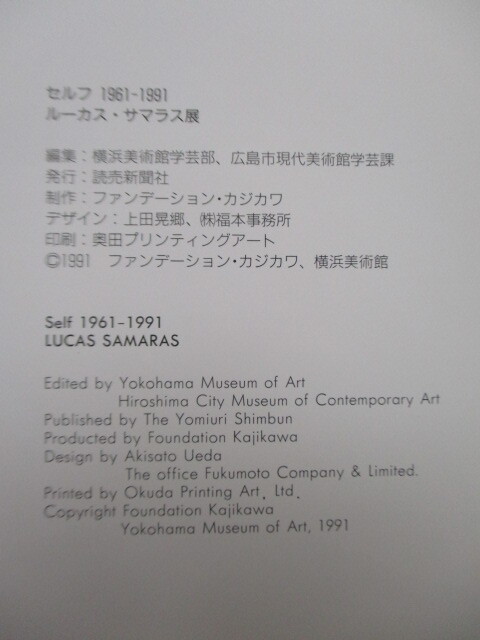 セルフ 1961-1991
ルーカス・サマラス展
編集：横浜美術館学芸部、広島市現代美術館学芸課
発行：読売新聞社
制作：ファンデーション・カジカワ
デザイン：上田晃郷、㈱福本事務所
印刷：奥田プリンティングアート
©1991　ファンデーション・カジカワ、横浜美術館
Self 1961-1991
LUCAS SAMARAS
Edited by Yokohama Museum of Art
Hiroshima City Museum of Contemporary Art
Published by The Yomiuri Shimbun
Producted by Foundation Kajikawa
Design by Akisato Ueda
The office Fukumoto Company & Limited.
Printed by Okuda Printing Art, Ltd.
Copyright Foundation Kajikawa
Yokohama Museum of Art, 1991